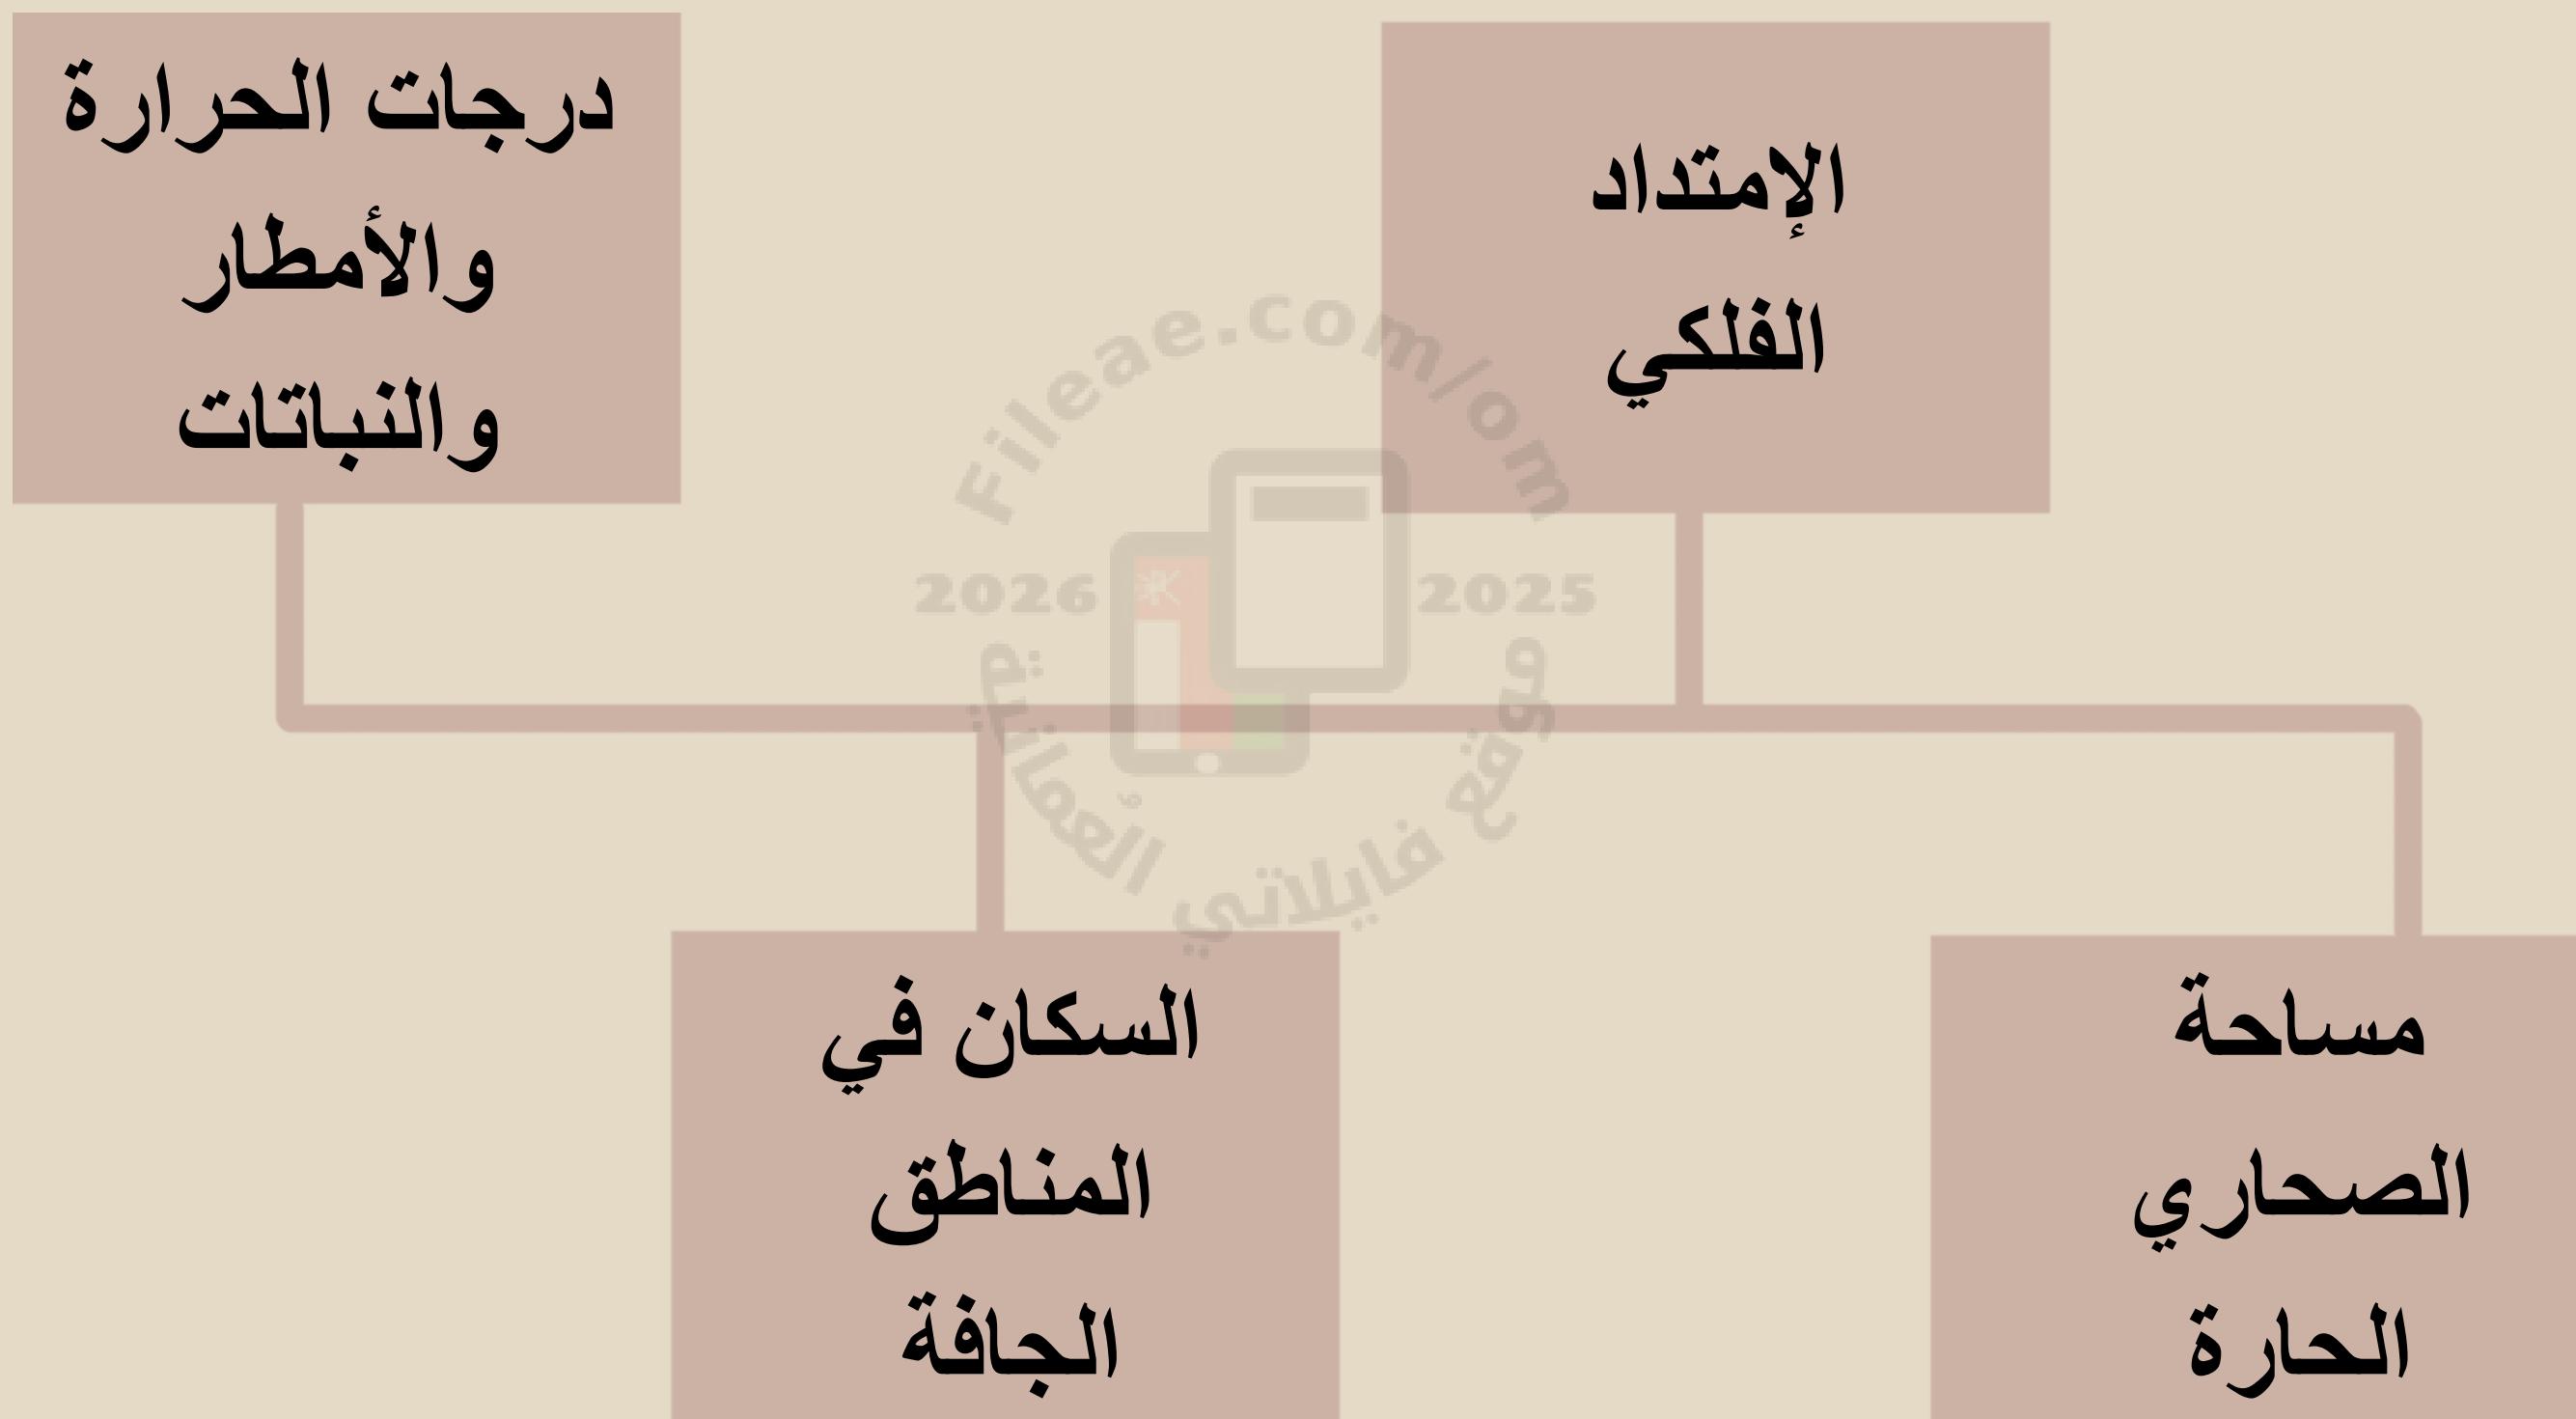 الإمتداد
الفلكي
درجات الحرارة
والأمطار
والنباتات
Fileae.com/om
2026
2025
موقع فايلاتي العمانية
مساحة
الصحاري
الحارة
السكان في
المناطق
الجافة